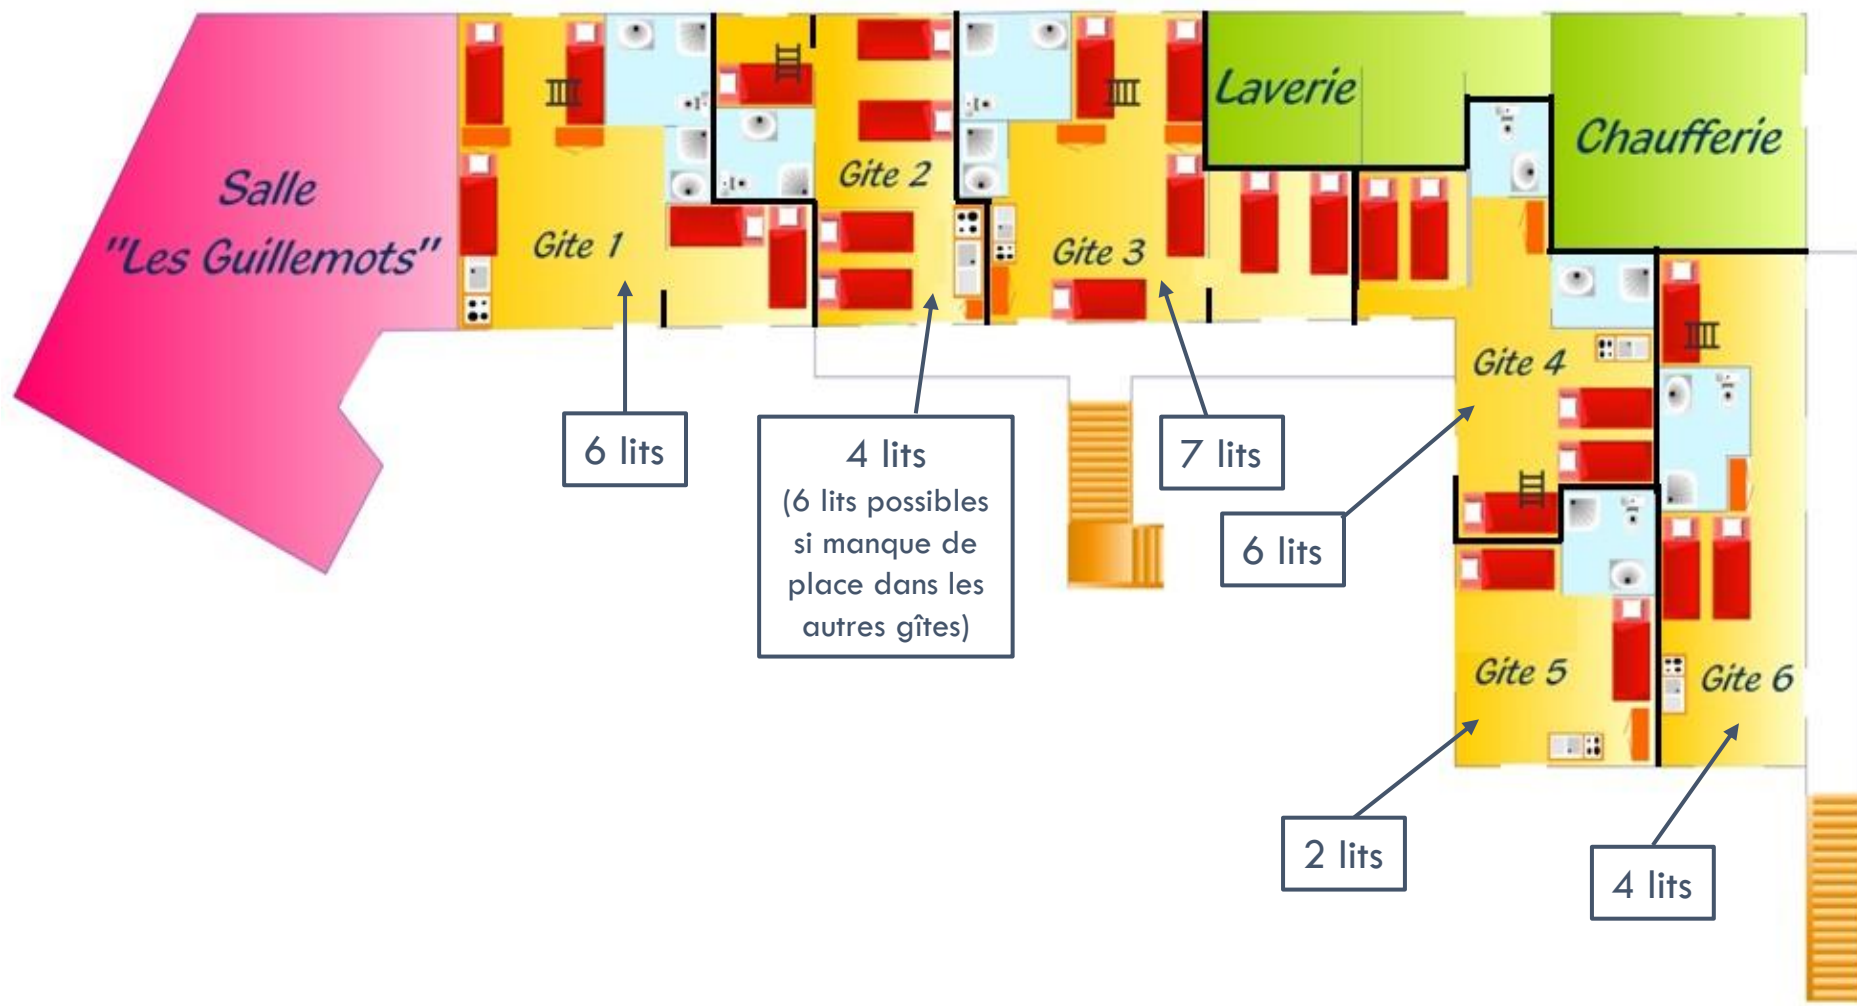 Salle
"Les Guillemots"
Gite 1
Gite 2
Gite 3
Laverie
Chaufferie
Gite 4
Gite 5
Gite 6
6 lits
4 lits
(6 lits possibles
si manque de
place dans les
autres gîtes)
7 lits
6 lits
2 lits
4 lits